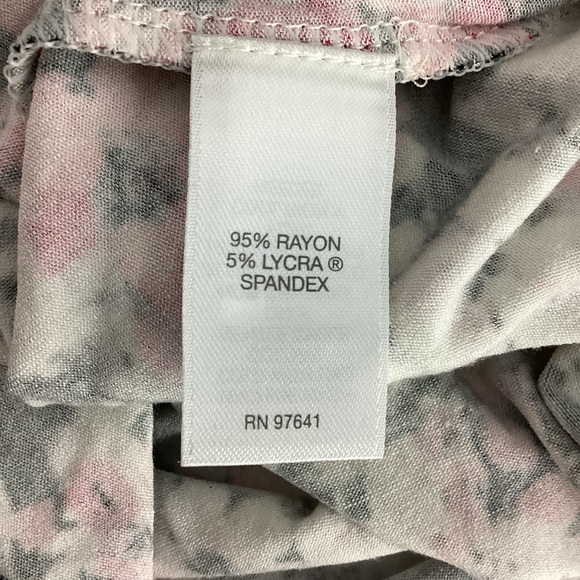 95% RAYON
5% LYCRA ®
SPANDEX
RN 97641